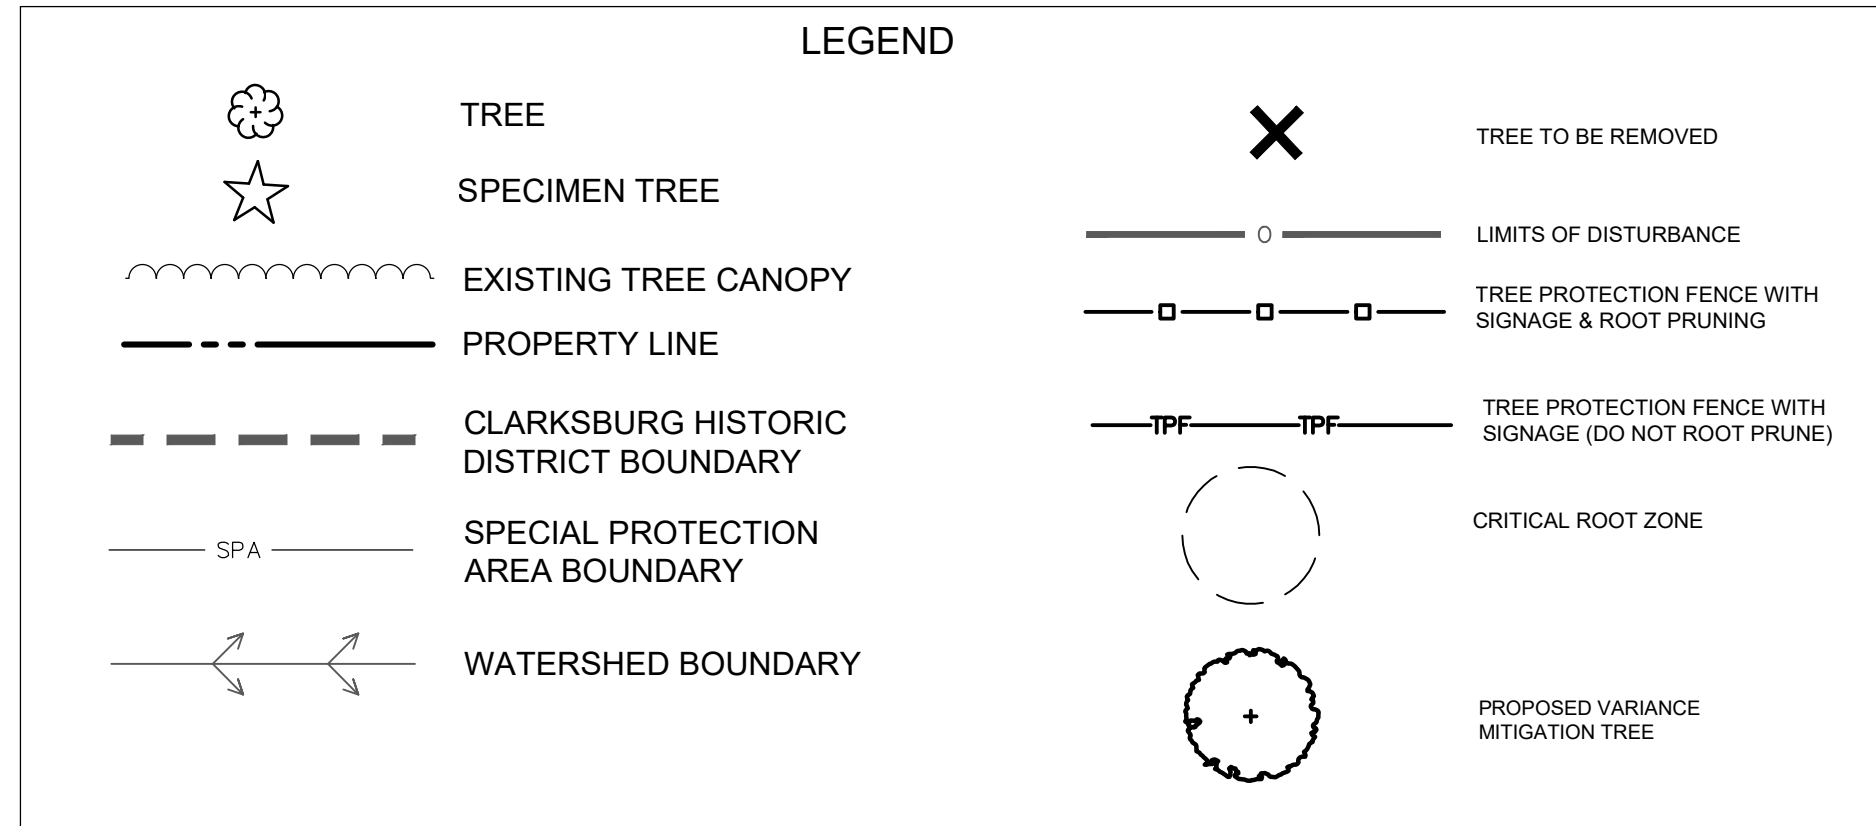 LEGEND
TREE
SPECIMEN TREE
EXISTING TREE CANOPY
PROPERTY LINE
CLARKSBURG HISTORIC
DISTRICT BOUNDARY
SPA
SPECIAL PROTECTION
AREA BOUNDARY
WATERSHED BOUNDARY
TREE TO BE REMOVED
O
LIMITS OF DISTURBANCE
TREE PROTECTION FENCE WITH
SIGNAGE & ROOT PRUNING
TPF TPF
TREE PROTECTION FENCE WITH
SIGNAGE (DO NOT ROOT PRUNE)
CRITICAL ROOT ZONE
PROPOSED VARIANCE
MITIGATION TREE